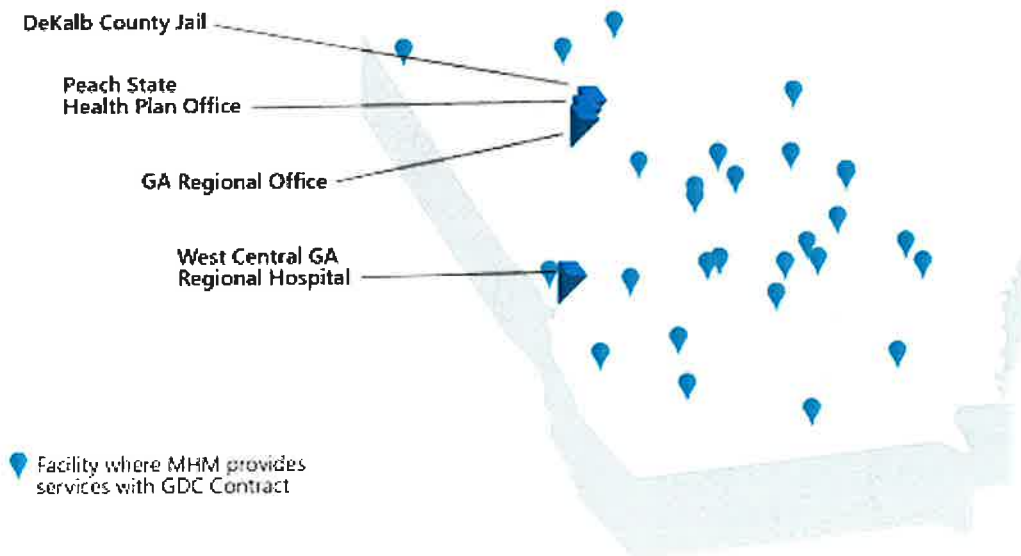 DeKalb County Jail
Peach State
Health Plan Office
GA Regional Office
West Central GA
Regional Hospital
Facility where MHM provides
services with GDC Contract